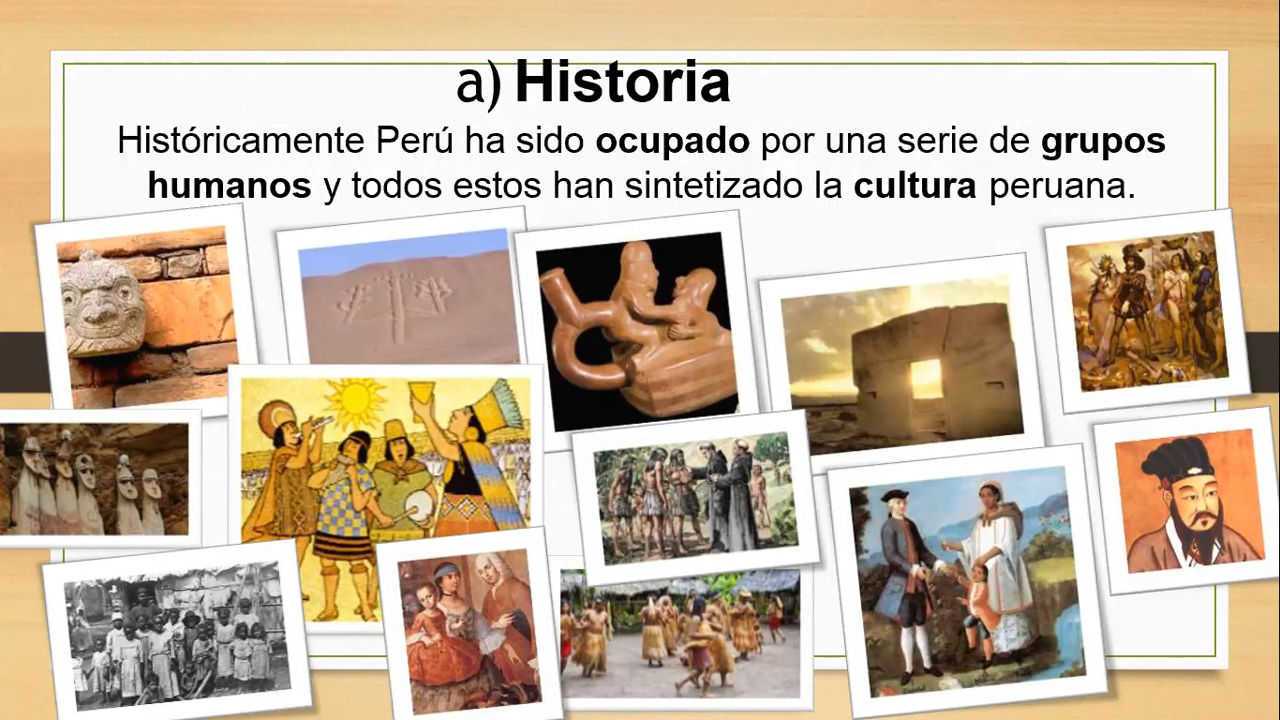 a) Historia
Históricamente Perú ha sido ocupado por una serie de grupos
humanos y todos estos han sintetizado la cultura peruana.